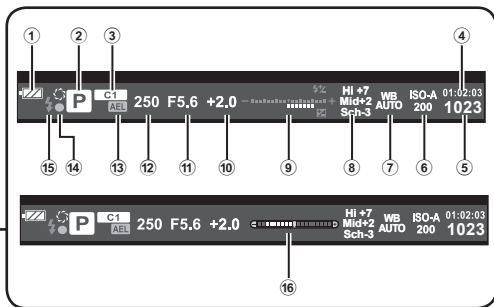 1 2 3 4
P C1 AEL 250 F5.6 +2.0 − + Hi +7 Mid+2 Sch-3 WB AUTO ISO-A 200 01:02:03 1023
15 14 13 12 11 10 9 8 7 6 5
P C1 AEL 250 F5.6 +2.0 Hi +7 Mid+2 Sch-3 WB AUTO ISO-A 200 01:02:03 1023
16